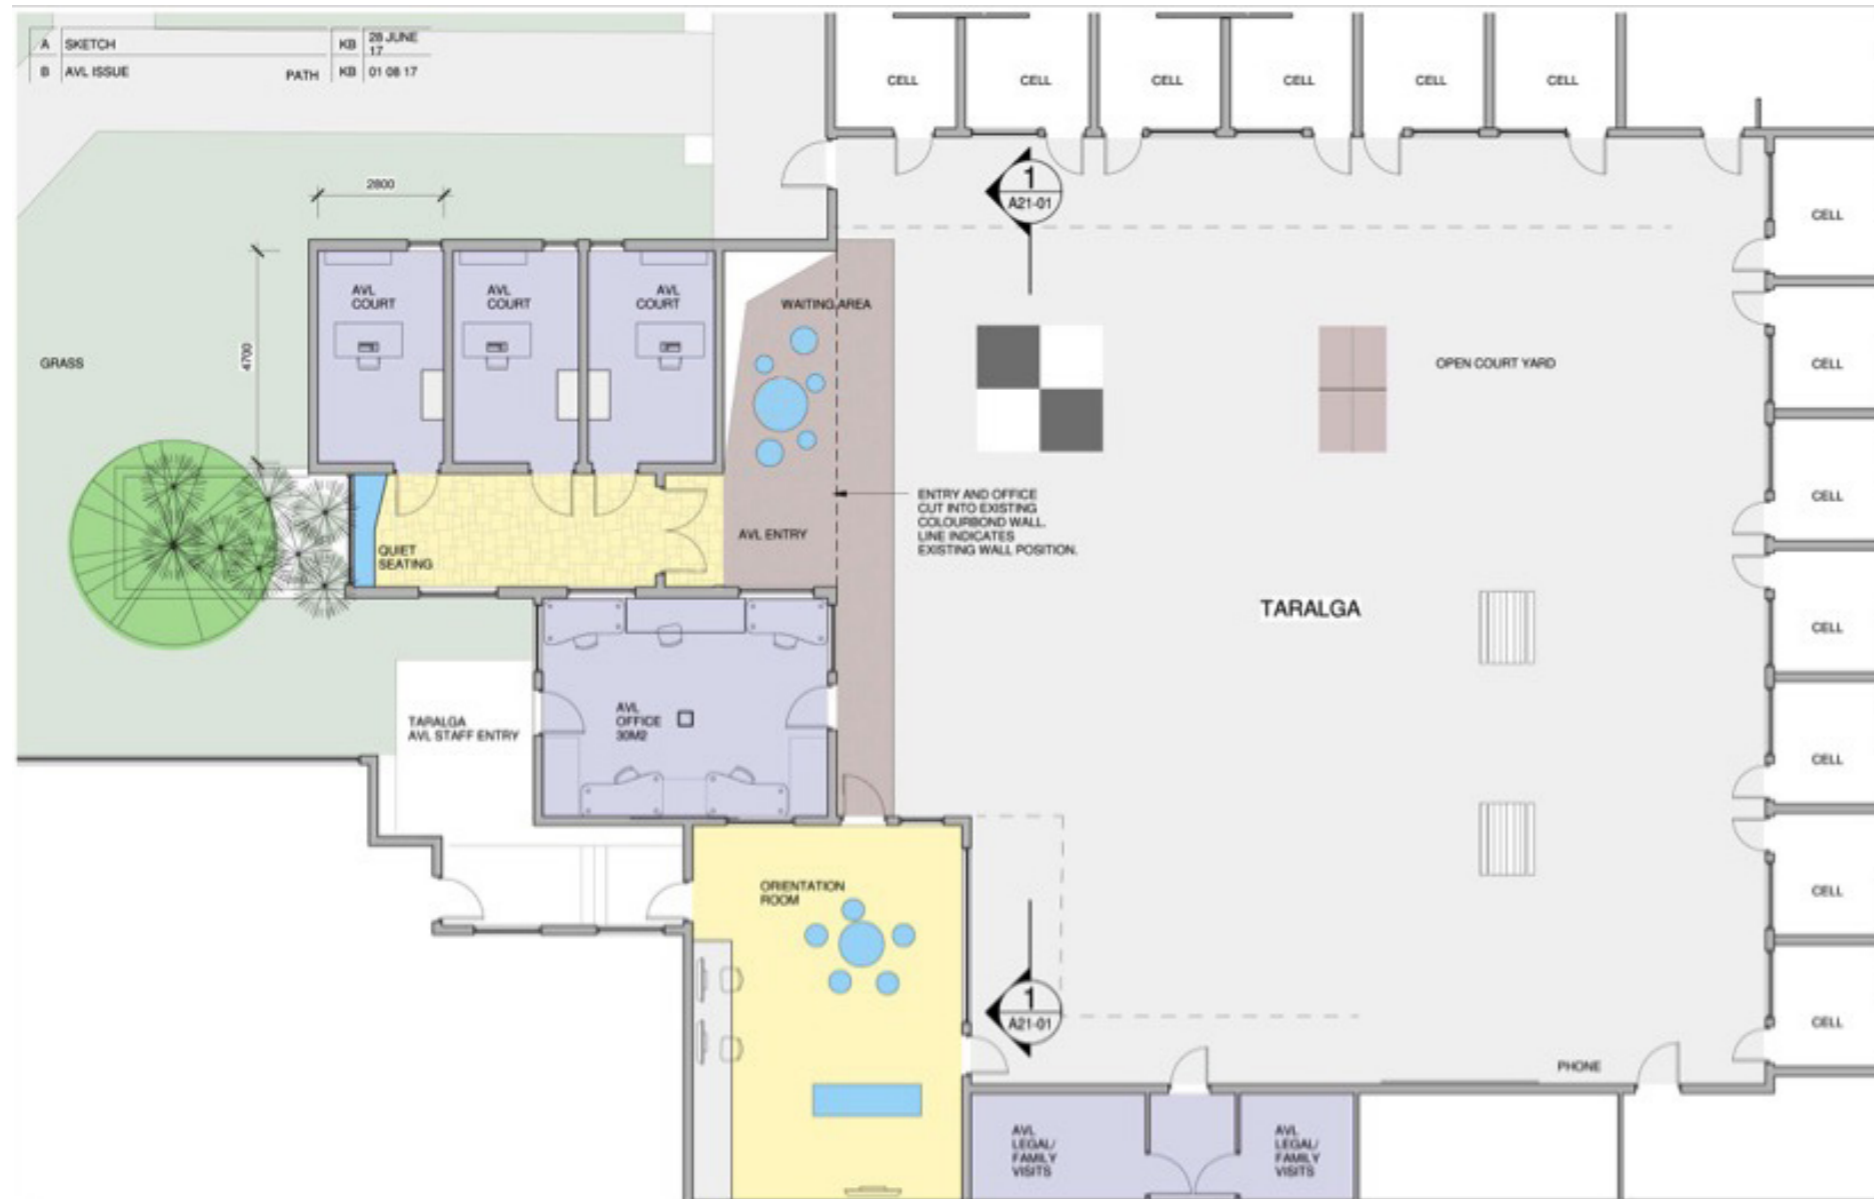 A SKETCH KB 28 JUNE 17
B AVL ISSUE KB 01 08 17
PATH
CELL
CELL
CELL
CELL
CELL
CELL
1
A21-01
2800
CELL
AVL
COURT
AVL
COURT
AVL
COURT
WAITING AREA
GRASS
4700
OPEN COURT YARD
CELL
ENTRY AND OFFICE
CUT INTO EXISTING
COLOURBOND WALL.
LINE INDICATES
EXISTING WALL POSITION.
CELL
AVL ENTRY
QUIET
SEATING
TARALGA
CELL
TARALGA
AVL STAFF ENTRY
AVL
OFFICE
30M2
CELL
ORIENTATION
ROOM
CELL
1
A21-01
CELL
PHONE
AVL
LEGAL/
FAMILY
VISITS
AVL
LEGAL/
FAMILY
VISITS